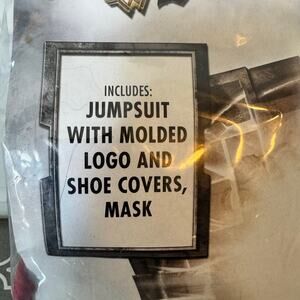 INCLUDES:
JUMPSUIT
WITH MOLDED
LOGO AND
SHOE COVERS,
MASK